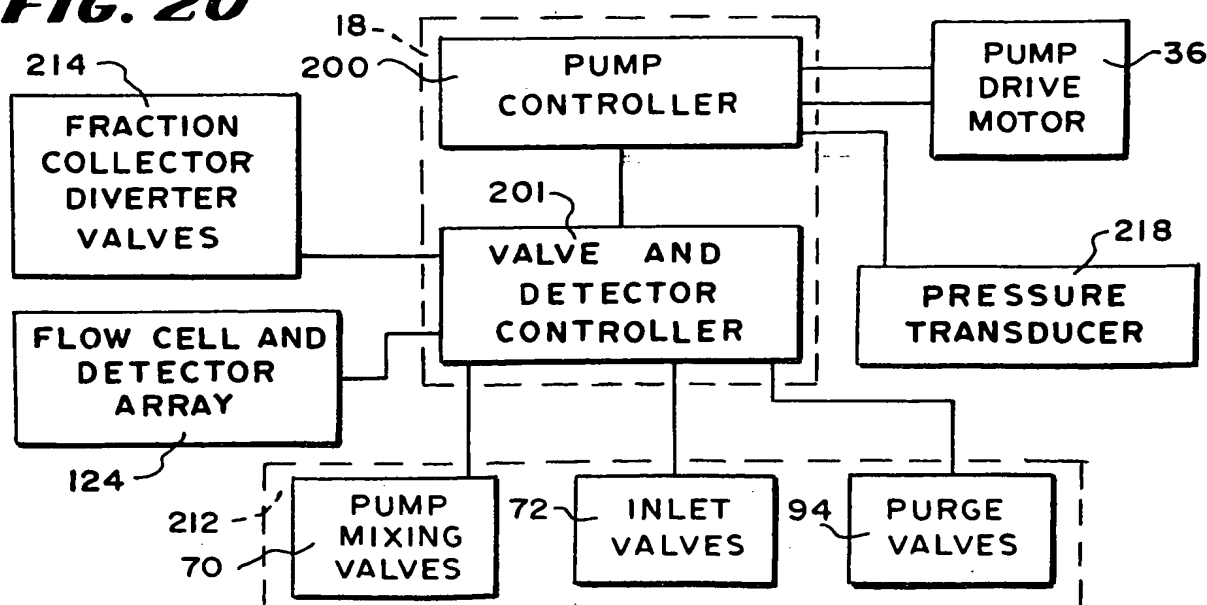 FIG. 20
18
200
PUMP
CONTROLLER
PUMP
DRIVE
MOTOR
36
214
FRACTION
COLLECTOR
DIVERTER
VALVES
201
VALVE AND
DETECTOR
CONTROLLER
218
PRESSURE
TRANSDUCER
FLOW CELL AND
DETECTOR
ARRAY
124
212
70
PUMP
MIXING
VALVES
72
INLET
VALVES
94
PURGE
VALVES